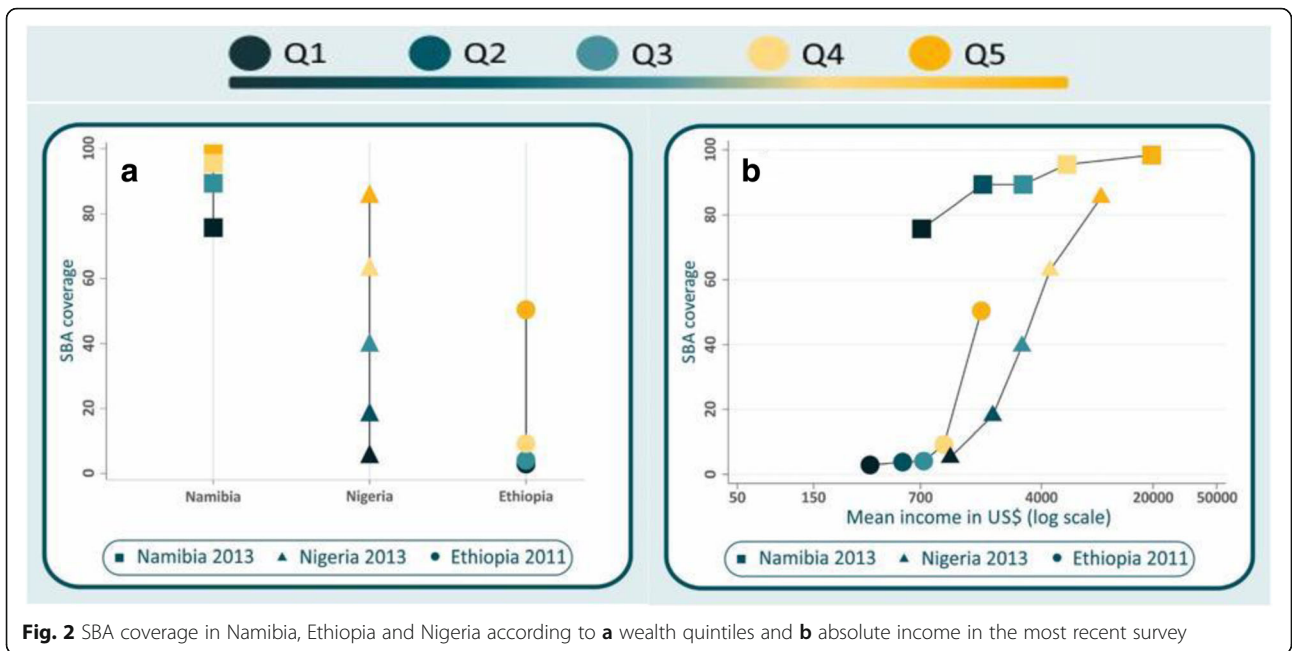 Q1 Q2 Q3 Q4 Q5
a
SBA coverage
100
80
60
40
20
0
Namibia Nigeria Ethiopia
■ Namibia 2013 ▲ Nigeria 2013 ● Ethiopia 2011
b
SBA coverage
100
80
60
40
20
0
50 150 700 4000 20000 50000
Mean income in US$ (log scale)
■ Namibia 2013 ▲ Nigeria 2013 ● Ethiopia 2011
Fig. 2 SBA coverage in Namibia, Ethiopia and Nigeria according to a wealth quintiles and b absolute income in the most recent survey